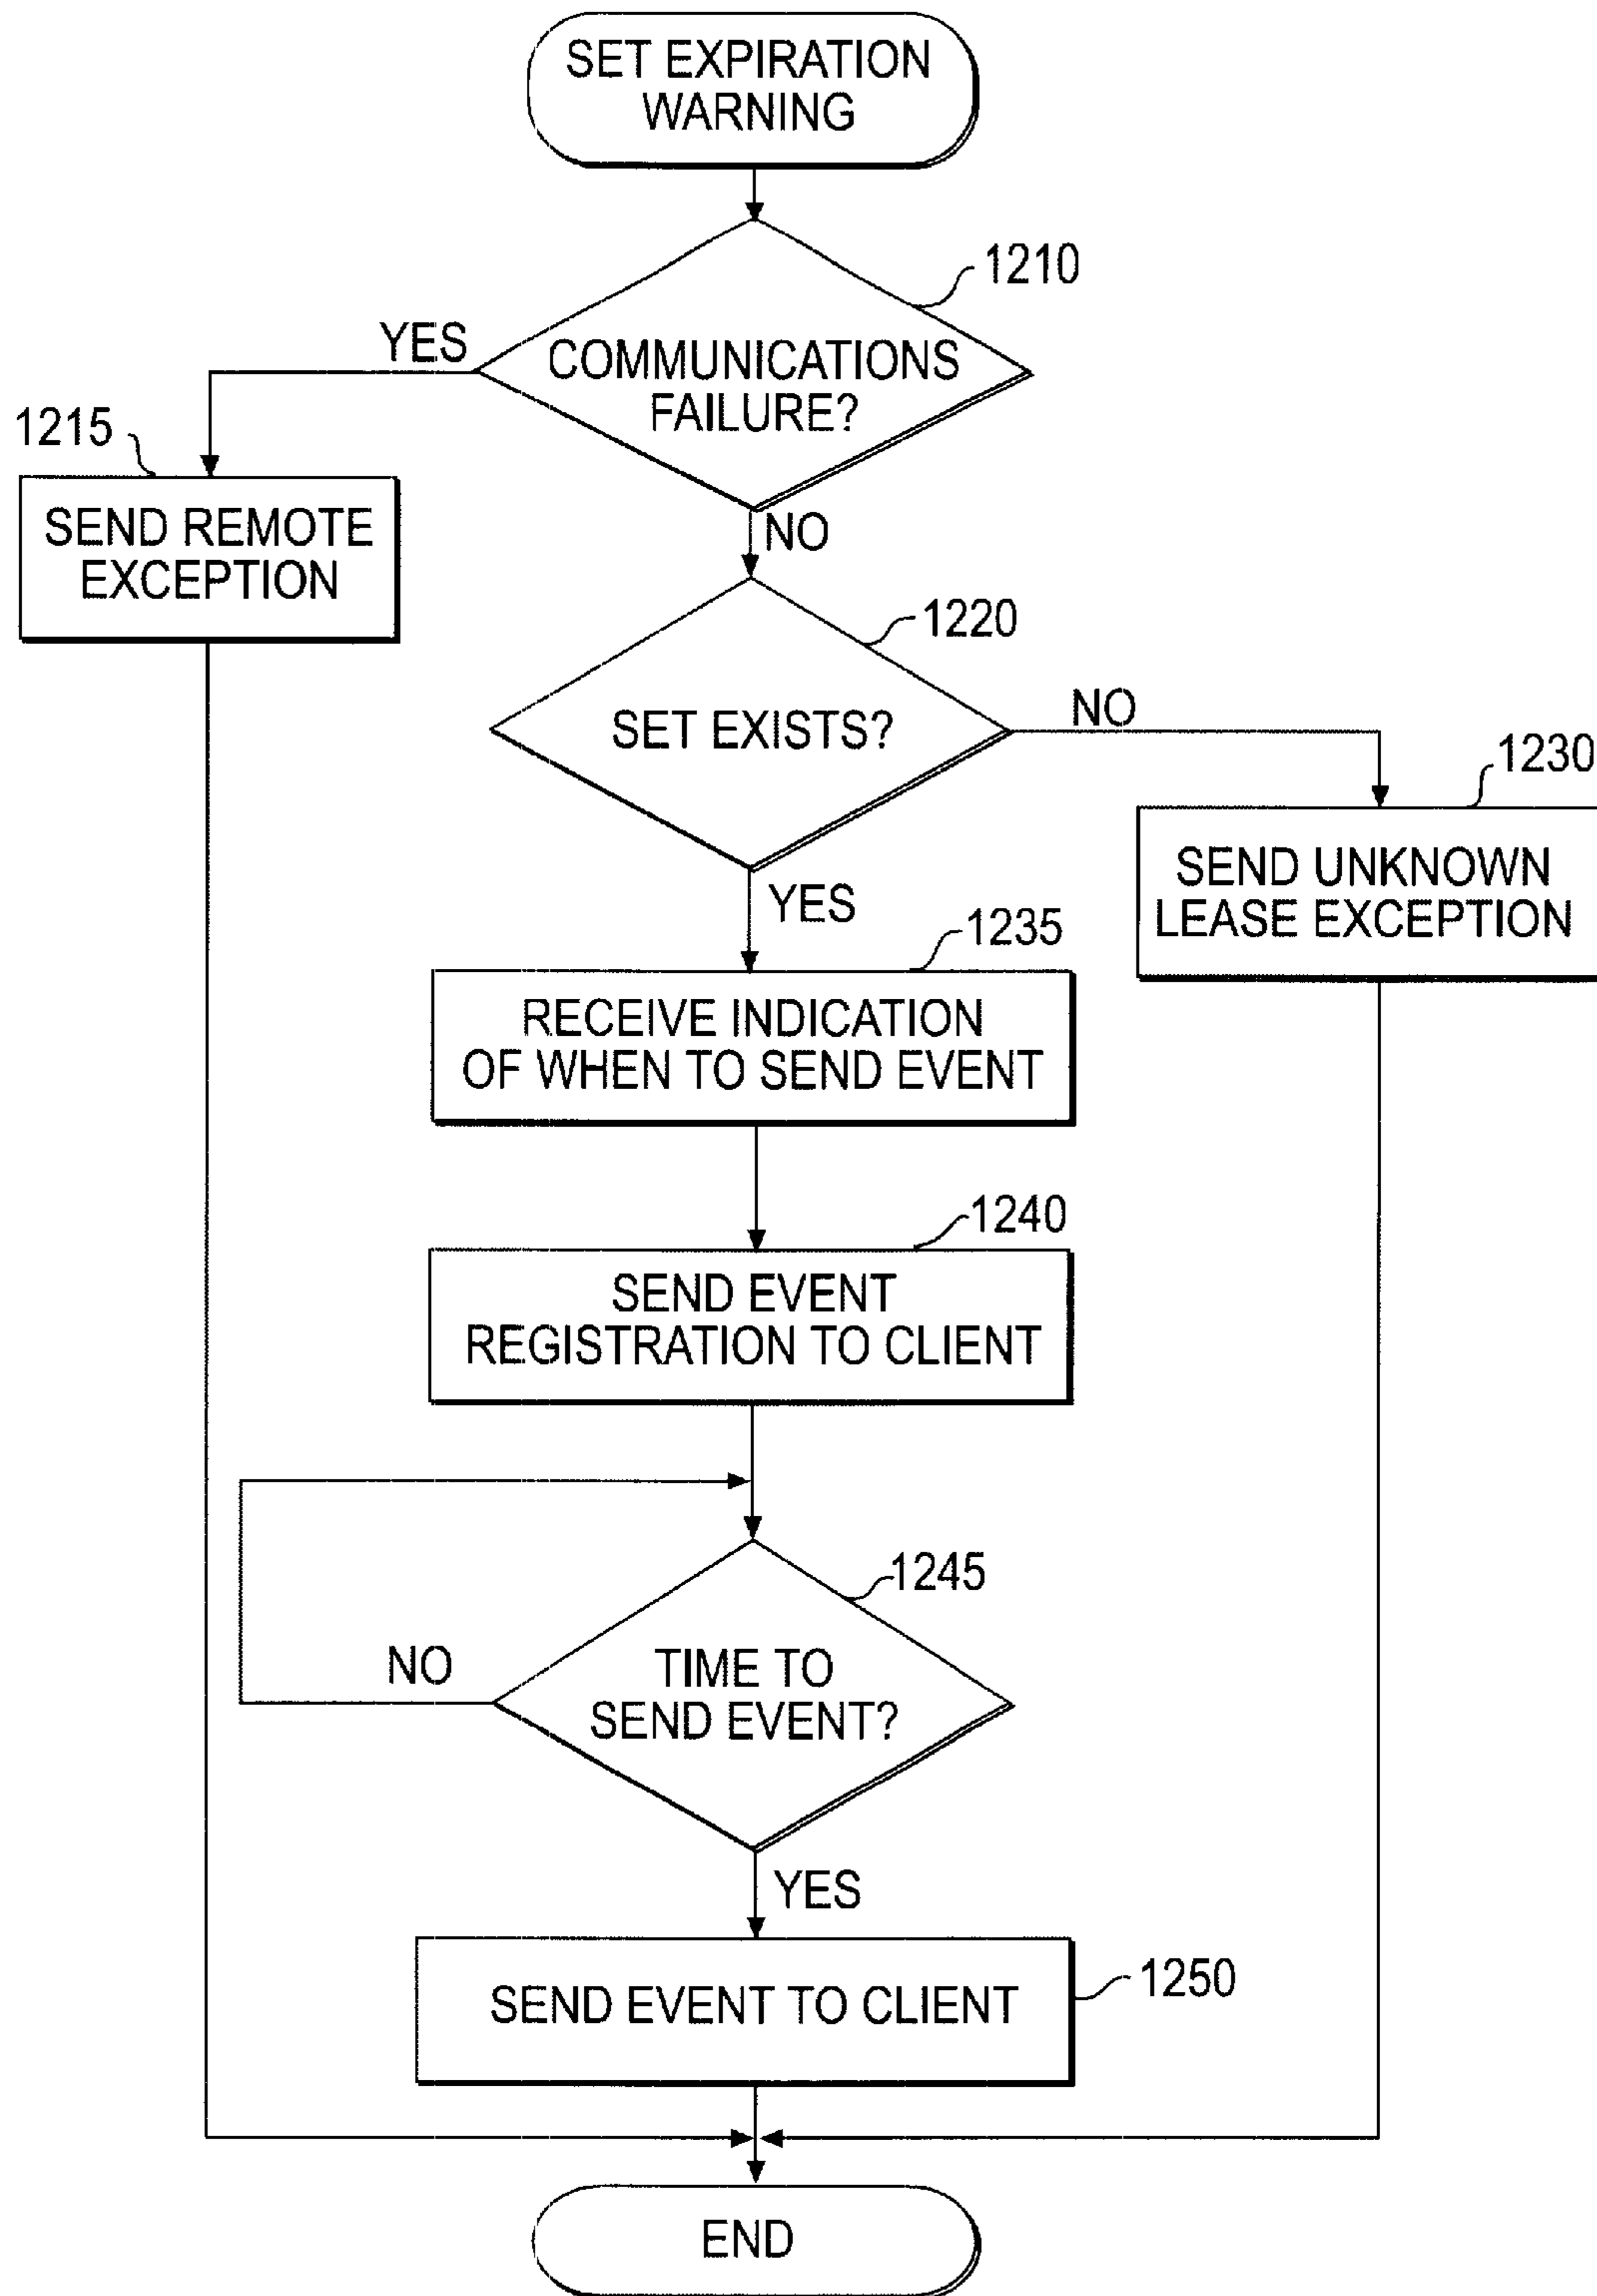 SET EXPIRATION
WARNING
1210
YES
COMMUNICATIONS
FAILURE?
1215
NO
SEND REMOTE
EXCEPTION
1220
NO
SET EXISTS?
1230
SEND UNKNOWN
LEASE EXCEPTION
YES
1235
RECEIVE INDICATION
OF WHEN TO SEND EVENT
1240
SEND EVENT
REGISTRATION TO CLIENT
1245
NO
TIME TO
SEND EVENT?
YES
1250
SEND EVENT TO CLIENT
END